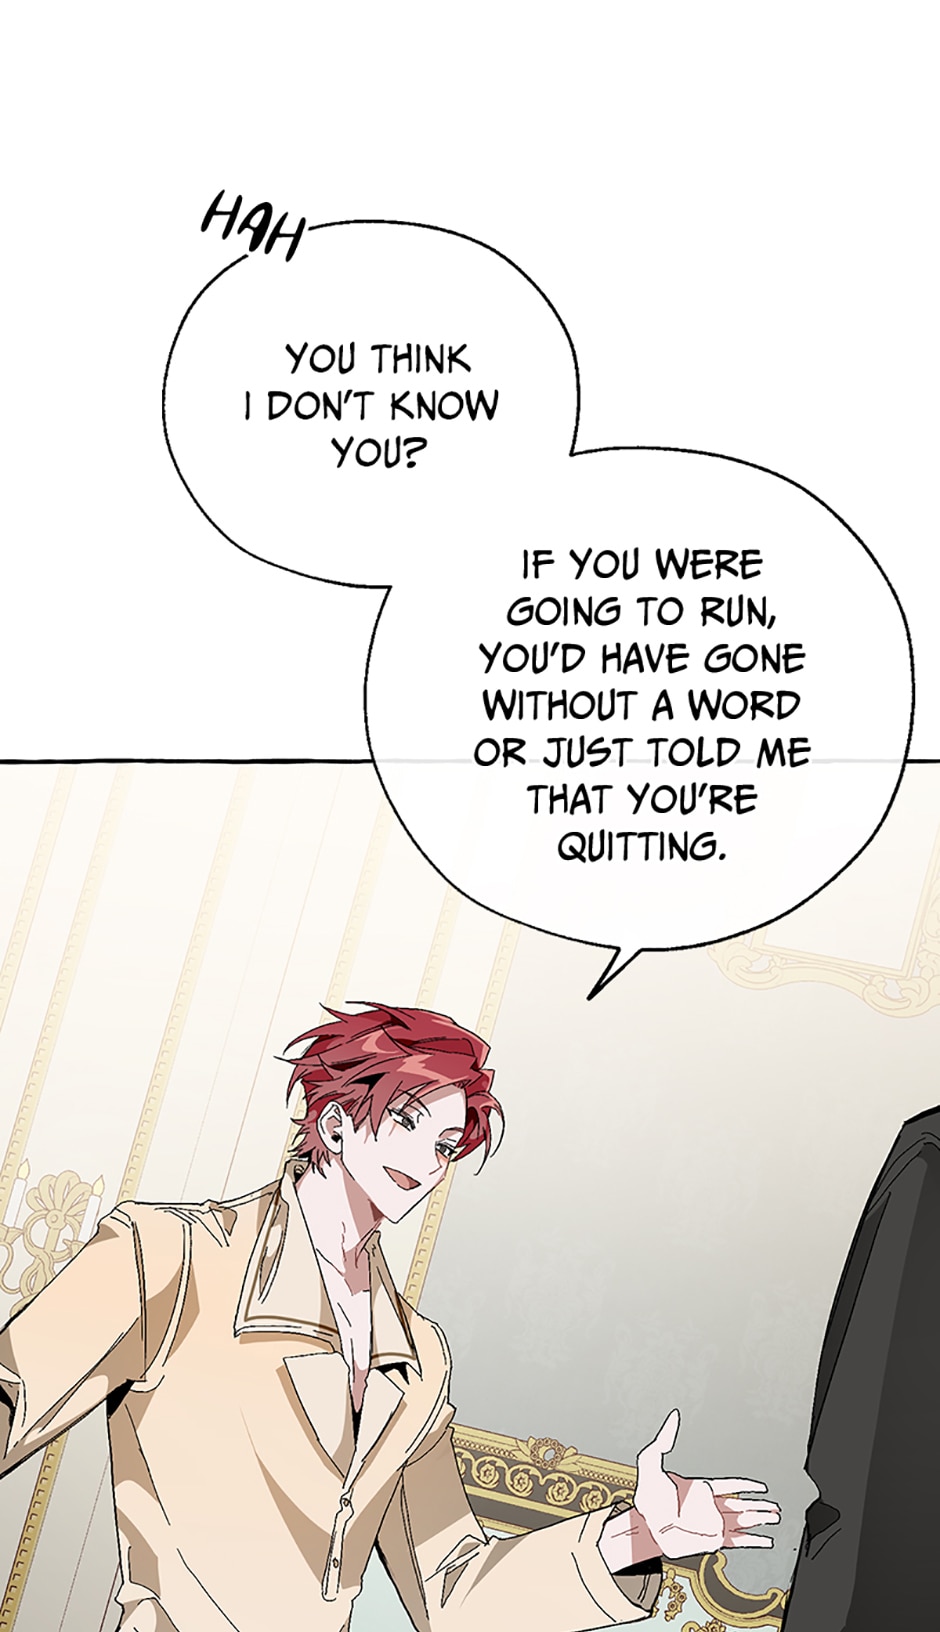 HAH
YOU THINK
I DON'T KNOW
YOU?
IF YOU WERE
GOING TO RUN,
YOU'D HAVE GONE
WITHOUT A WORD
OR JUST TOLD ME
THAT YOU'RE
QUITTING.